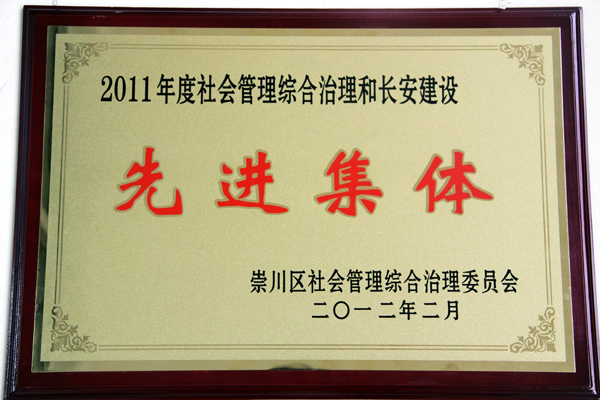 2011年度社会管理综合治理和长安建设
先进集体
崇川区社会管理综合治理委员会
二〇一二年二月